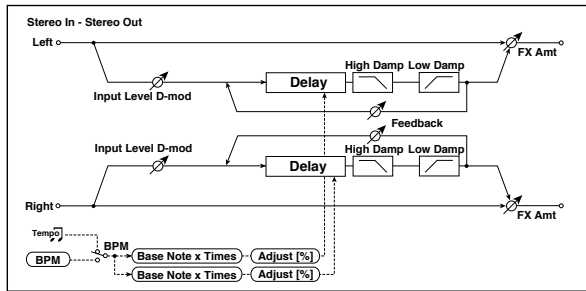 Stereo In - Stereo Out
Left
FX Amt
High Damp Low Damp
Delay
Input Level D-mod
Feedback
Input Level D-mod
High Damp Low Damp
Delay
Right
FX Amt
Tempo
BPM
BPM
Base Note x Times Adjust [%]
Base Note x Times Adjust [%]